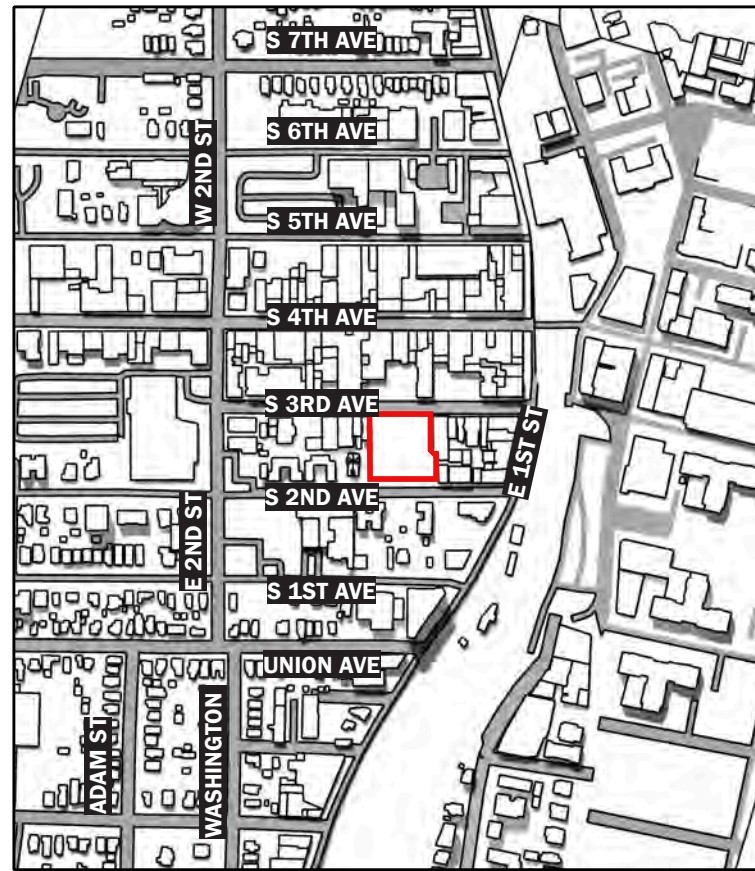 S 7TH AVE
S 6TH AVE
W 2ND ST
S 5TH AVE
S 4TH AVE
S 3RD AVE
E 1ST ST
S 2ND AVE
E 2ND ST
S 1ST AVE
UNION AVE
ADAM ST
WASHINGTON